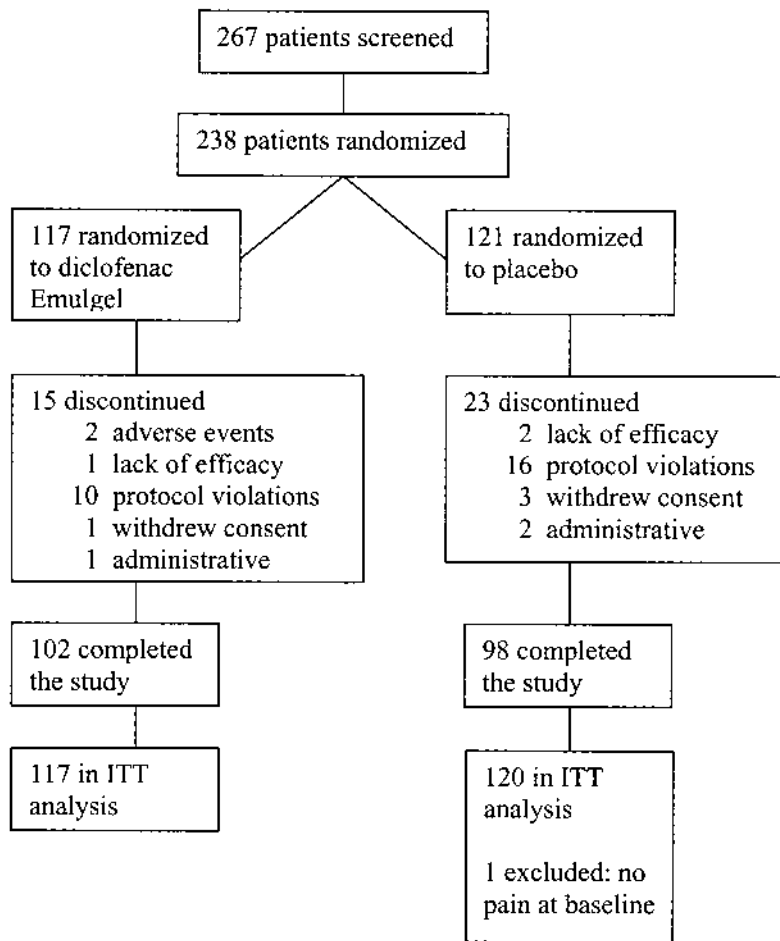 267 patients screened
238 patients randomized
117 randomized
to diclofenac
Emulgel
121 randomized
to placebo
15 discontinued
2 adverse events
1 lack of efficacy
10 protocol violations
1 withdrew consent
1 administrative
23 discontinued
2 lack of efficacy
16 protocol violations
3 withdrew consent
2 administrative
102 completed
the study
98 completed
the study
117 in ITT
analysis
120 in ITT
analysis
1 excluded: no
pain at baseline